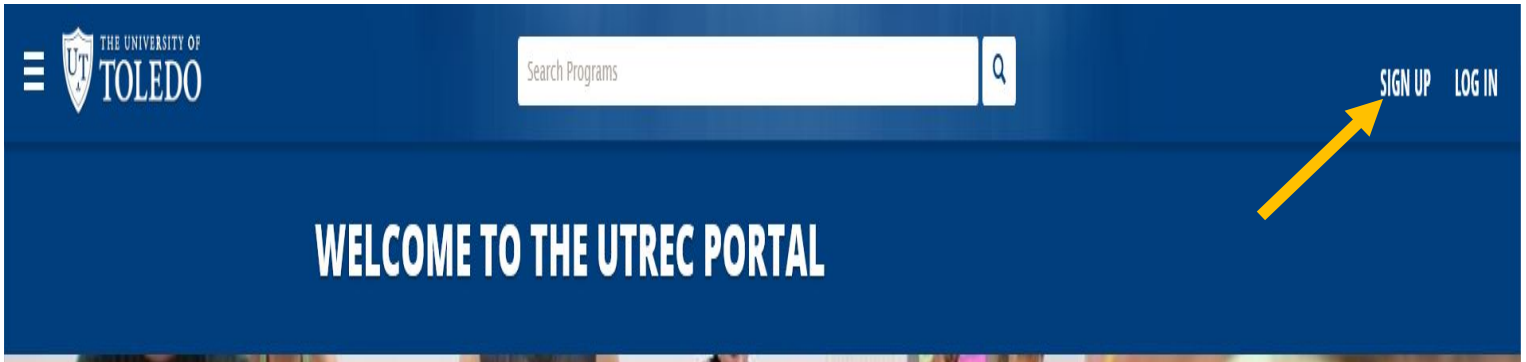 UT
THE UNIVERSITY OF
TOLEDO
Search Programs
SIGN UP LOG IN
WELCOME TO THE UTREC PORTAL